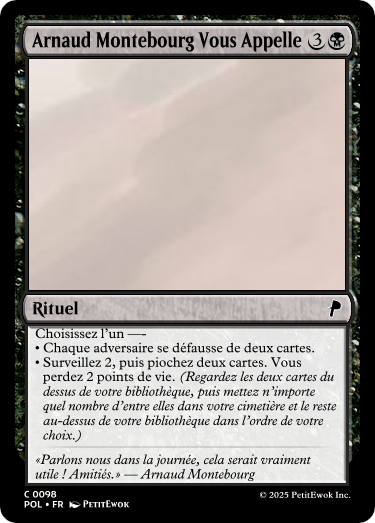 Arnaud Montebourg Vous Appelle 3
Rituel
Choisissez l'un —-
• Chaque adversaire se défausse de deux cartes.
• Surveillez 2, puis piochez deux cartes. Vous
perdez 2 points de vie. (Regardez les deux cartes du
dessus de votre bibliothèque, puis mettez n'importe
quel nombre d'entre elles dans votre cimetière et le reste
au-dessus de votre bibliothèque dans l'ordre de votre
choix.)
«Parlons nous dans la journée, cela serait vraiment
utile ! Amitiés.» — Arnaud Montebourg
C 0098
POL • FR PetitEwok
© 2025 PetitEwok Inc.